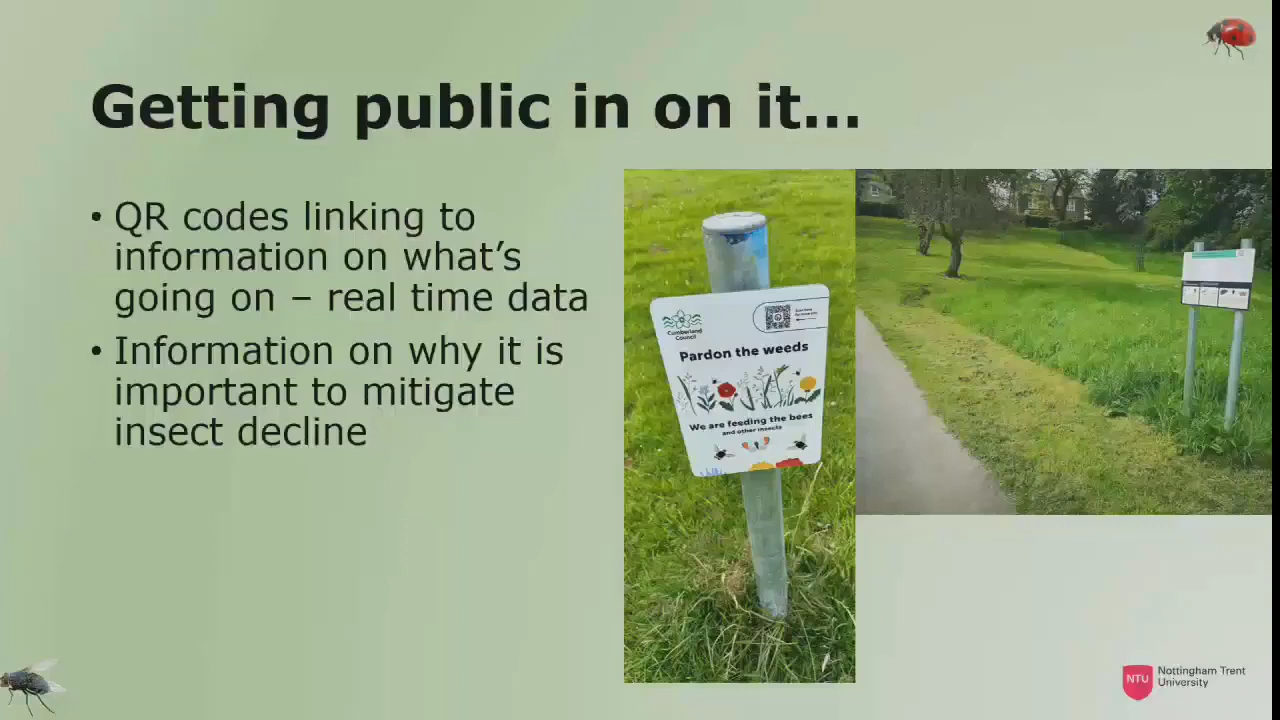 Getting public in on it...
• QR codes linking to
information on what's
going on – real time data
• Information on why it is
important to mitigate
insect decline
Cumberland
Council
Pardon the weeds
We are feeding the bees
and other insects
NTU
Nottingham Trent
University